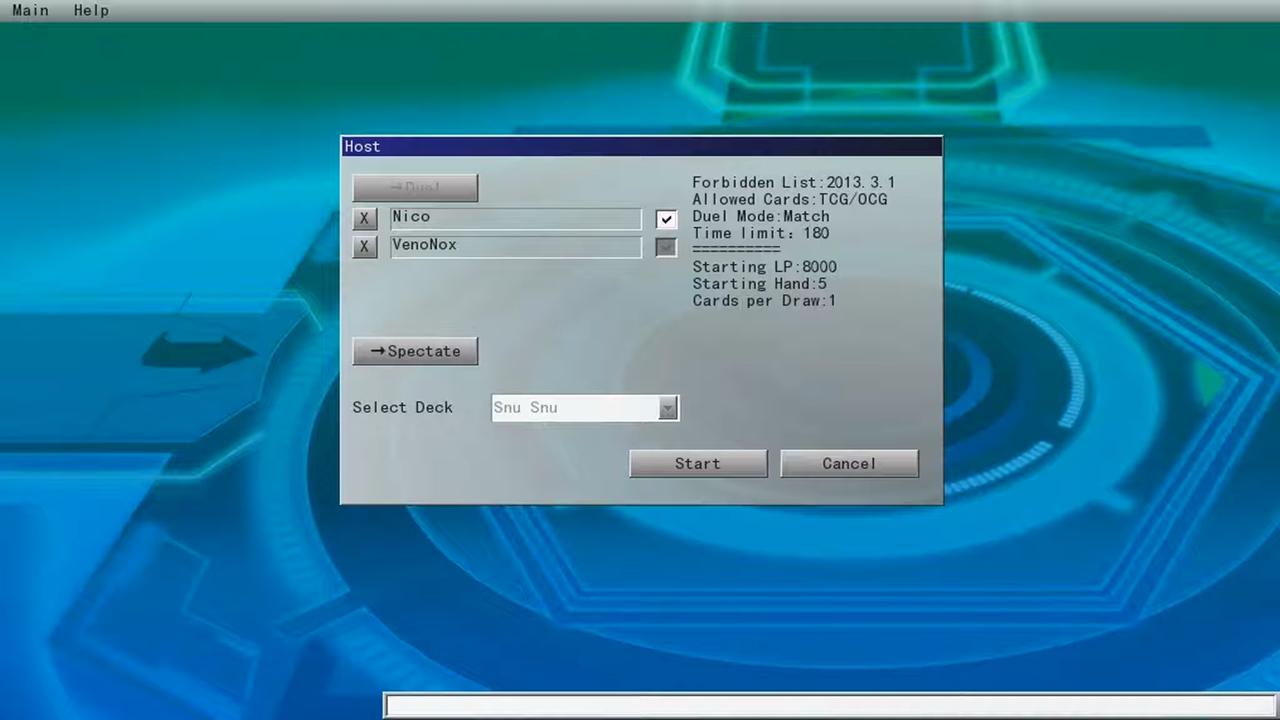 Main Help
Host
→Duel
X Nico
X VenoNox
Forbidden List:2013.3.1
Allowed Cards:TCG/OCG
Duel Mode:Match
Time limit: 180
==========
Starting LP:8000
Starting Hand:5
Cards per Draw:1
→Spectate
Select Deck Snu Snu
Start Cancel